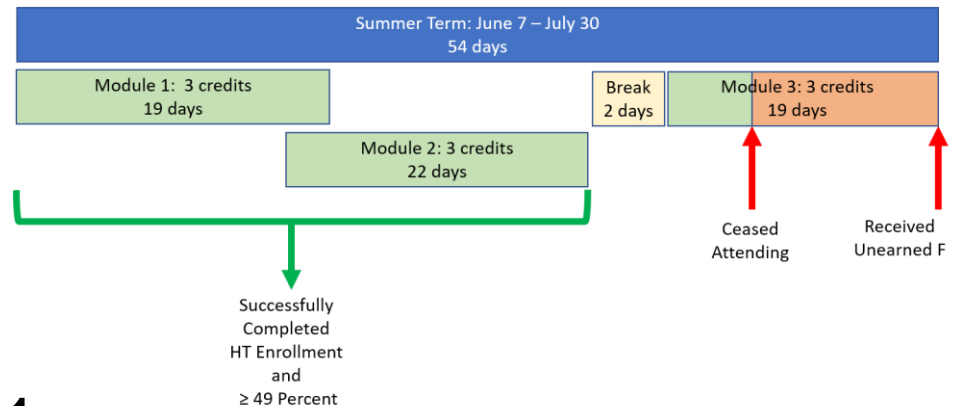 Summer Term: June 7 – July 30
54 days
Module 1: 3 credits
19 days
Break
2 days
Module 3: 3 credits
19 days
Module 2: 3 credits
22 days
Ceased
Attending
Received
Unearned F
Successfully
Completed
HT Enrollment
and
≥ 49 Percent